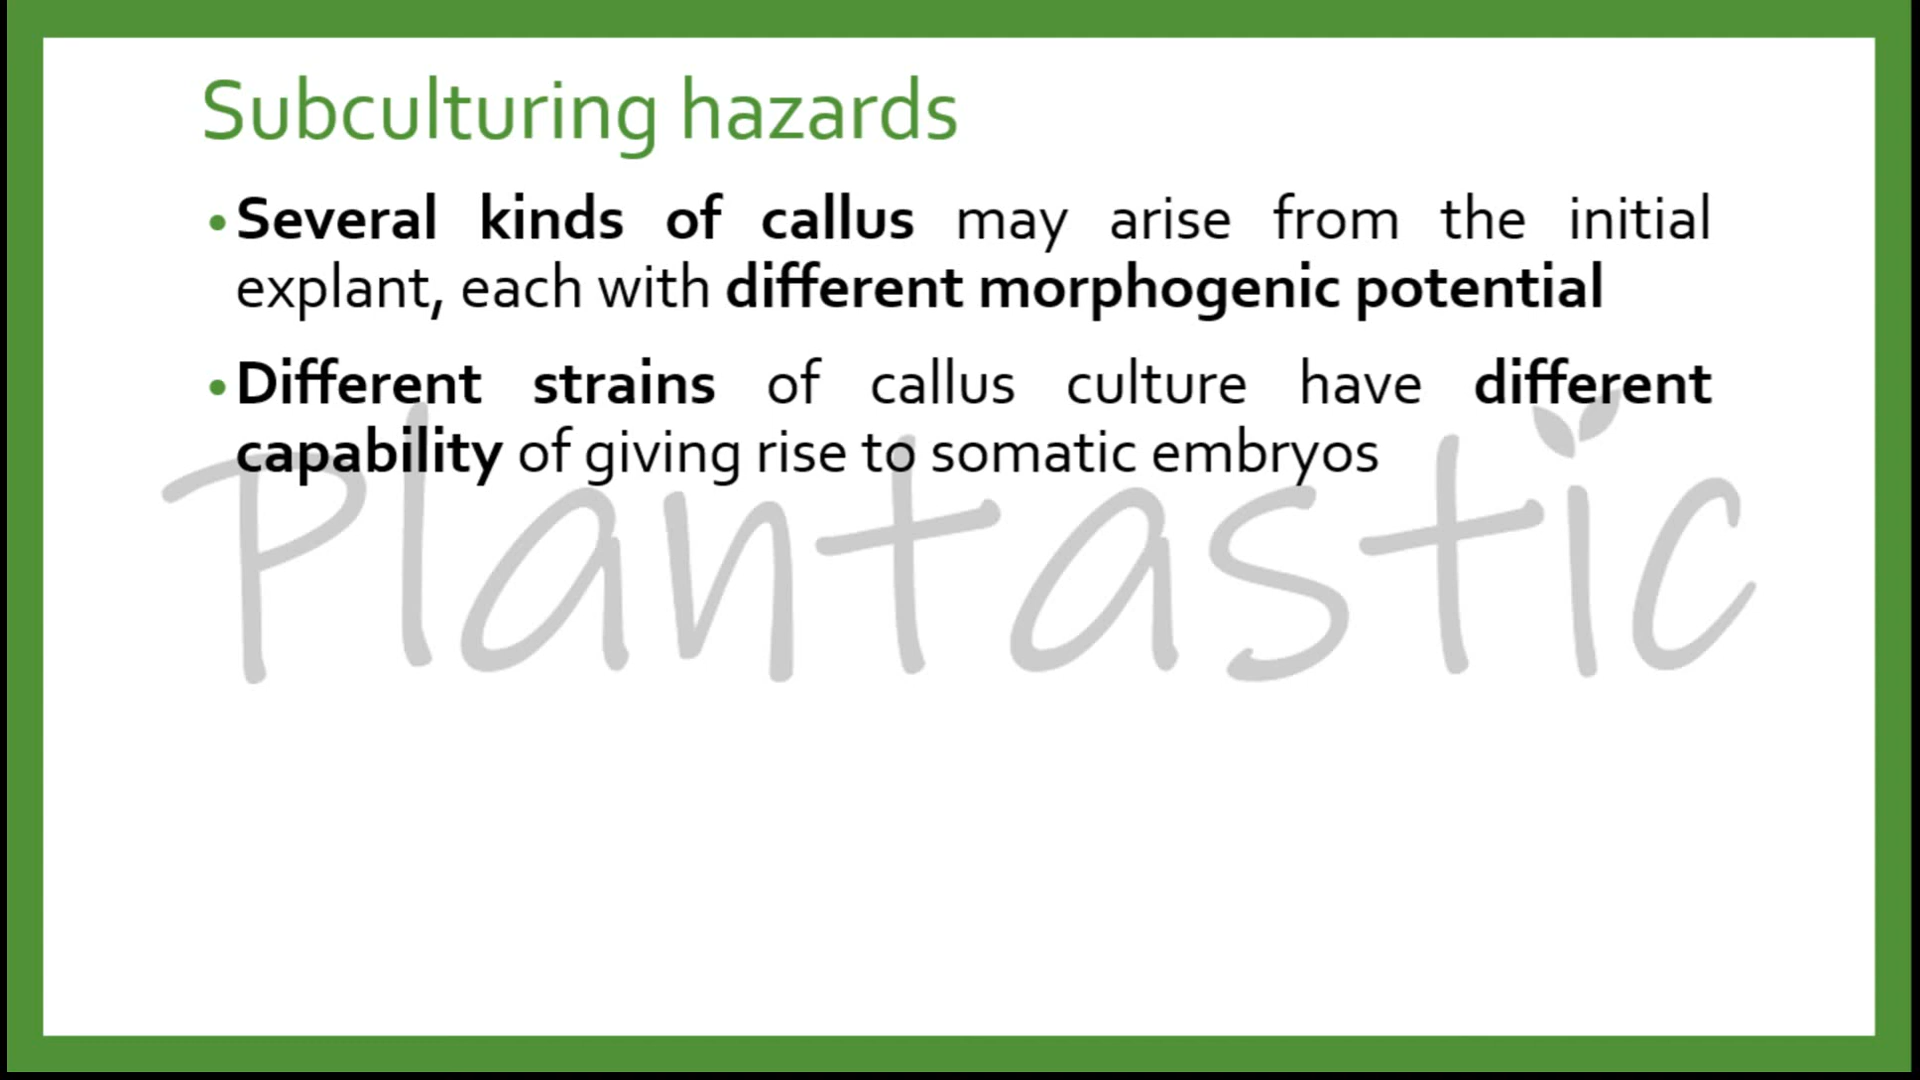 Subculturing hazards
•Several kinds of callus may arise from the initial
explant, each with different morphogenic potential
•Different strains of callus culture have different
capability of giving rise to somatic embryos
Plantastic